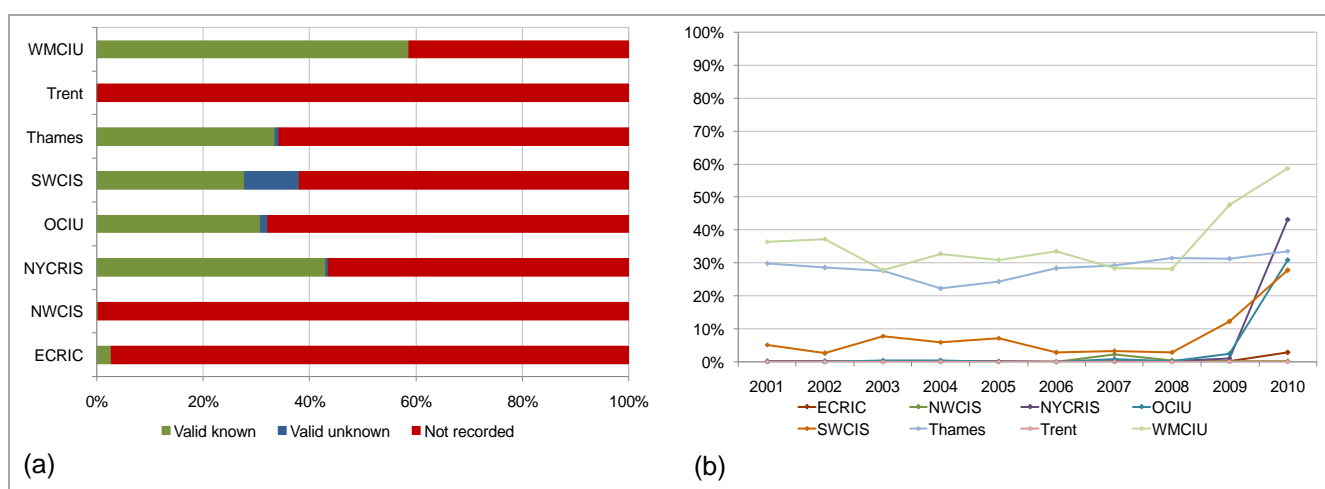 WMCIU
Trent
Thames
SWCIS
OCIU
NYCRIS
NWCIS
ECRIC
0% 20% 40% 60% 80% 100%
Valid known Valid unknown Not recorded
(a)
100%
90%
80%
70%
60%
50%
40%
30%
20%
10%
0%
2001 2002 2003 2004 2005 2006 2007 2008 2009 2010
ECRIC NWCIS NYCRIS OCIU
SWCIS Thames Trent WMCIU
(b)